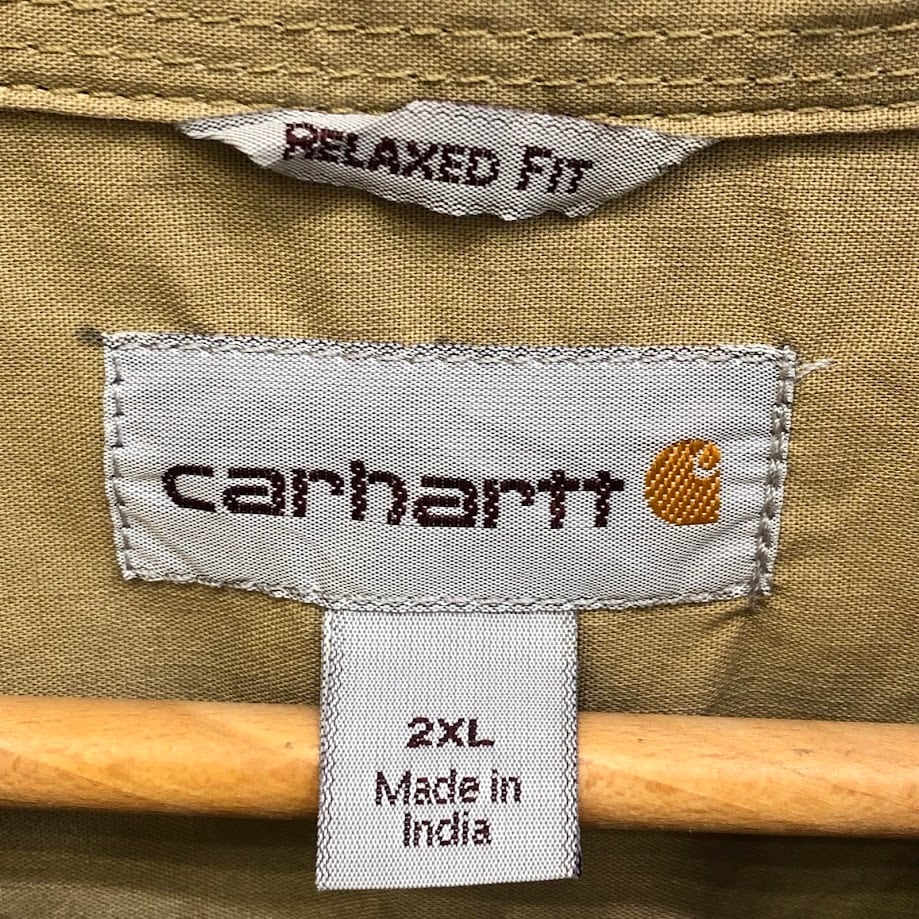 RELAXED FIT
carhartt
2XL
Made in
India